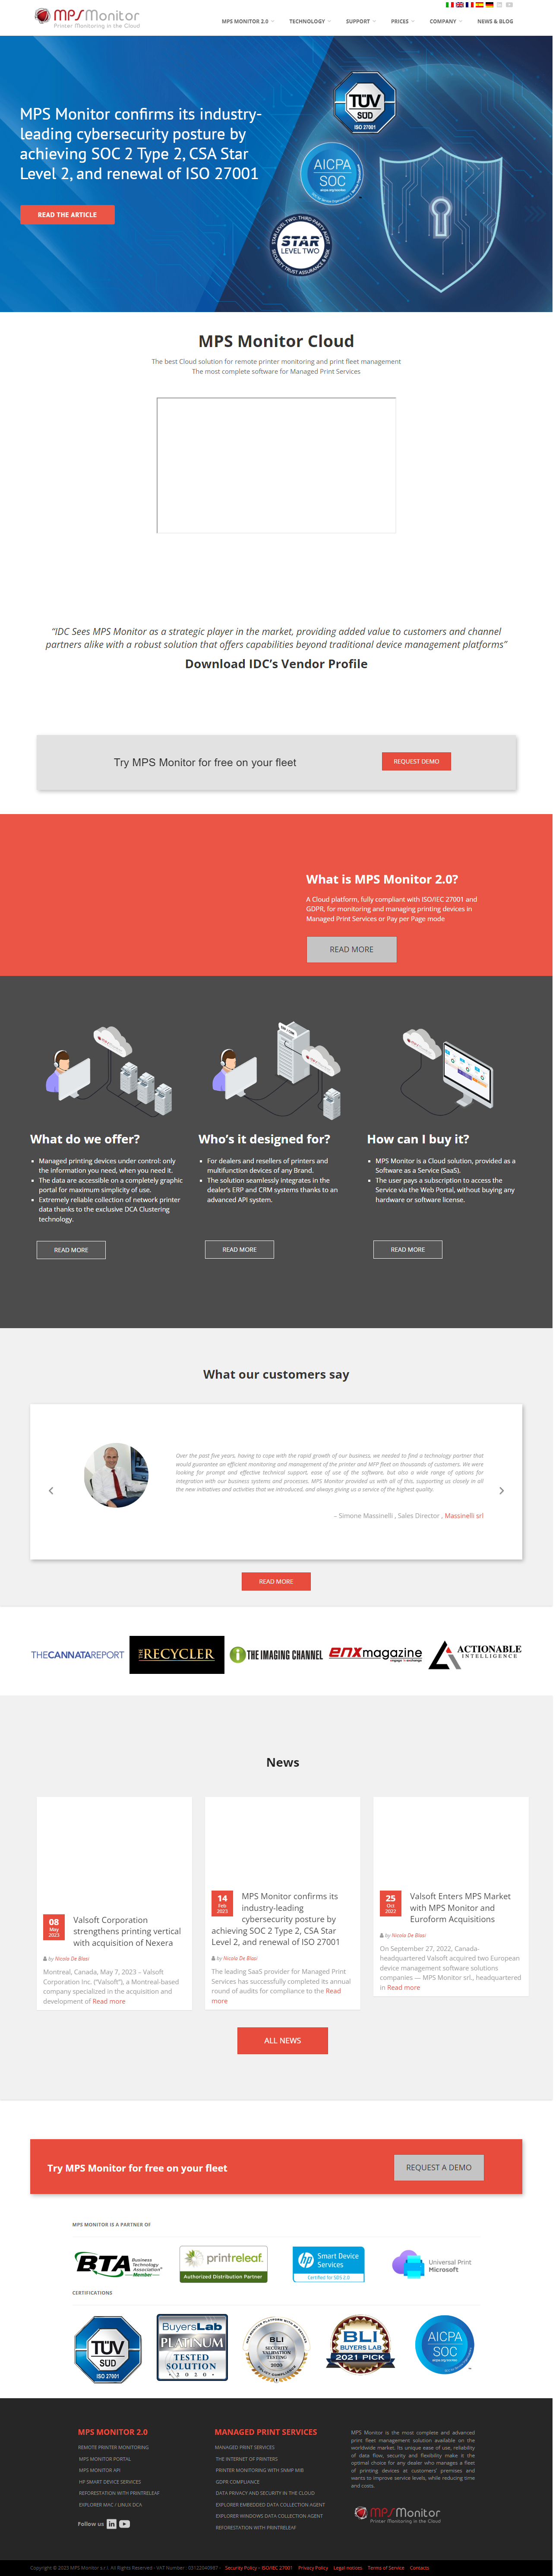 MPS Monitor
Printer Monitoring in the Cloud
MPS MONITOR 2.0
TECHNOLOGY
SUPPORT
PRICES
COMPANY
NEWS & BLOG
MPS Monitor confirms its industry-
leading cybersecurity posture by
achieving SOC 2 Type 2, CSA Star
Level 2, and renewal of ISO 27001
READ THE ARTICLE
TÜV
SÜD
ISO 27001
AICPA
SOC
STAR
LEVEL TWO
MPS Monitor Cloud
The best Cloud solution for remote printer monitoring and print fleet management
The most complete software for Managed Print Services
“IDC Sees MPS Monitor as a strategic player in the market, providing added value to customers and channel
partners alike with a robust solution that offers capabilities beyond traditional device management platforms”
Download IDC’s Vendor Profile
Try MPS Monitor for free on your fleet
REQUEST DEMO
What is MPS Monitor 2.0?
A Cloud platform, fully compliant with ISO/IEC 27001 and
GDPR, for monitoring and managing printing devices in
Managed Print Services or Pay per Page mode
READ MORE
What do we offer?
Managed printing devices under control: only
the information you need, when you need it.
The data are accessible on a completely graphic
portal for maximum simplicity of use.
Extremely reliable collection of network printer
data thanks to the exclusive DCA Clustering
technology.
READ MORE
Who’s it designed for?
For dealers and resellers of printers and
multifunction devices of any Brand.
The solution seamlessly integrates in the
dealer’s ERP and CRM systems thanks to an
advanced API system.
READ MORE
How can I buy it?
MPS Monitor is a Cloud solution, provided as a
Software as a Service (SaaS).
The user pays a subscription to access the
Service via the Web Portal, without buying any
hardware or software license.
READ MORE
What our customers say
Over the past five years, having to cope with the rapid growth of our business, we needed to find a technology partner that
would guarantee an efficient monitoring and management of the printer and MFP fleet on thousands of customers. We were
looking for prompt and effective technical support, ease of use of the software, but also a wide range of options for
integration with our business systems and processes. MPS Monitor provided us with all of this, supporting us closely in all
the new initiatives and activities that we introduced, and always giving us a service of the highest quality.
– Simone Massinelli , Sales Director , Massinelli srl
READ MORE
THECANNATAREPORT
THE RECYCLER
THE IMAGING CHANNEL
enxmagazine
engage 'n exchange
ACTIONABLE
INTELLIGENCE
News
08
May
2023
Valsoft Corporation
strengthens printing vertical
with acquisition of Nexera
by Nicola De Blasi
Montreal, Canada, May 7, 2023 – Valsoft
Corporation Inc. (“Valsoft”), a Montreal-based
company specialized in the acquisition and
development of Read more
14
Feb
2023
MPS Monitor confirms its
industry-leading
cybersecurity posture by
achieving SOC 2 Type 2, CSA Star
Level 2, and renewal of ISO 27001
by Nicola De Blasi
The leading SaaS provider for Managed Print
Services has successfully completed its annual
round of audits for compliance to the Read
more
25
Oct
2022
Valsoft Enters MPS Market
with MPS Monitor and
Euroform Acquisitions
by Nicola De Blasi
On September 27, 2022, Canada-
headquartered Valsoft acquired two European
device management software solutions
companies — MPS Monitor srl., headquartered
in Read more
ALL NEWS
Try MPS Monitor for free on your fleet
REQUEST A DEMO
MPS MONITOR IS A PARTNER OF
BTA Business
Technology
Association
Member
printreleaf
Authorized Distribution Partner
hp Smart Device
Services
Certified for SDS 2.0
Universal Print
Microsoft
CERTIFICATIONS
TÜV
SÜD
ISO 27001
BuyersLab
PLATINUM
TESTED
SOLUTION
2020
BLI
SECURITY
VALIDATION
TESTING
2020
BLI
BUYERS LAB
2021 PICK
AICPA
SOC
MPS MONITOR 2.0
REMOTE PRINTER MONITORING
MPS MONITOR PORTAL
MPS MONITOR API
HP SMART DEVICE SERVICES
REFORESTATION WITH PRINTRELEAF
EXPLORER MAC / LINUX DCA
Follow us
MANAGED PRINT SERVICES
MANAGED PRINT SERVICES
THE INTERNET OF PRINTERS
PRINTER MONITORING WITH SNMP MIB
GDPR COMPLIANCE
DATA PRIVACY AND SECURITY IN THE CLOUD
EXPLORER EMBEDDED DATA COLLECTION AGENT
EXPLORER WINDOWS DATA COLLECTION AGENT
REFORESTATION WITH PRINTRELEAF
MPS Monitor is the most complete and advanced
print fleet management solution available on the
worldwide market. Its unique ease of use, reliability
of data flow, security and flexibility make it the
optimal choice for any dealer who manages a fleet
of printing devices at customers’ premises and
wants to improve service levels, while reducing time
and costs.
MPS Monitor
Printer Monitoring in the Cloud
Copyright © 2023 MPS Monitor s.r.l. All Rights Reserved - VAT Number : 03122340987 - Security Policy – ISO/IEC 27001 Privacy Policy Legal notices Terms of Service Contacts